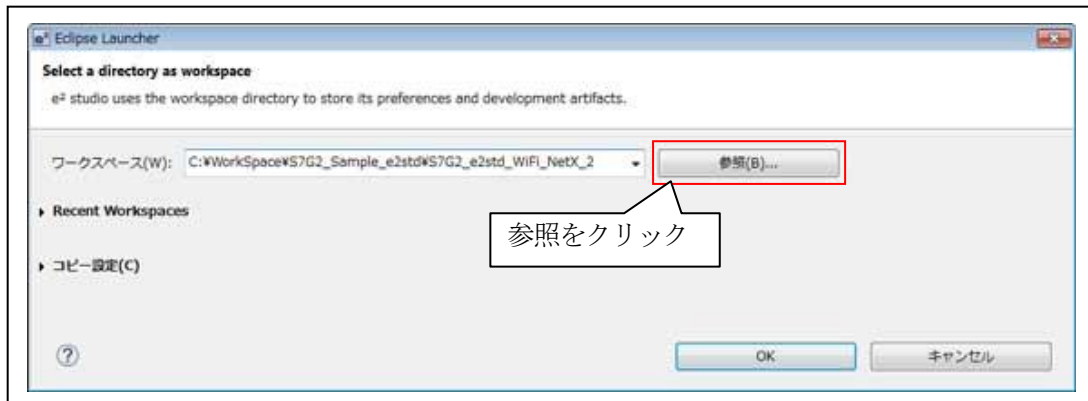 e² Eclipse Launcher
Select a directory as workspace
e² studio uses the workspace directory to store its preferences and development artifacts.
ワークスペース(W): C:¥WorkSpace¥S7G2_Sample_e2std¥S7G2_e2std_WiFi_NetX_2 参照(B)...
Recent Workspaces
参照をクリック
コピー設定(C)
?
OK キャンセル